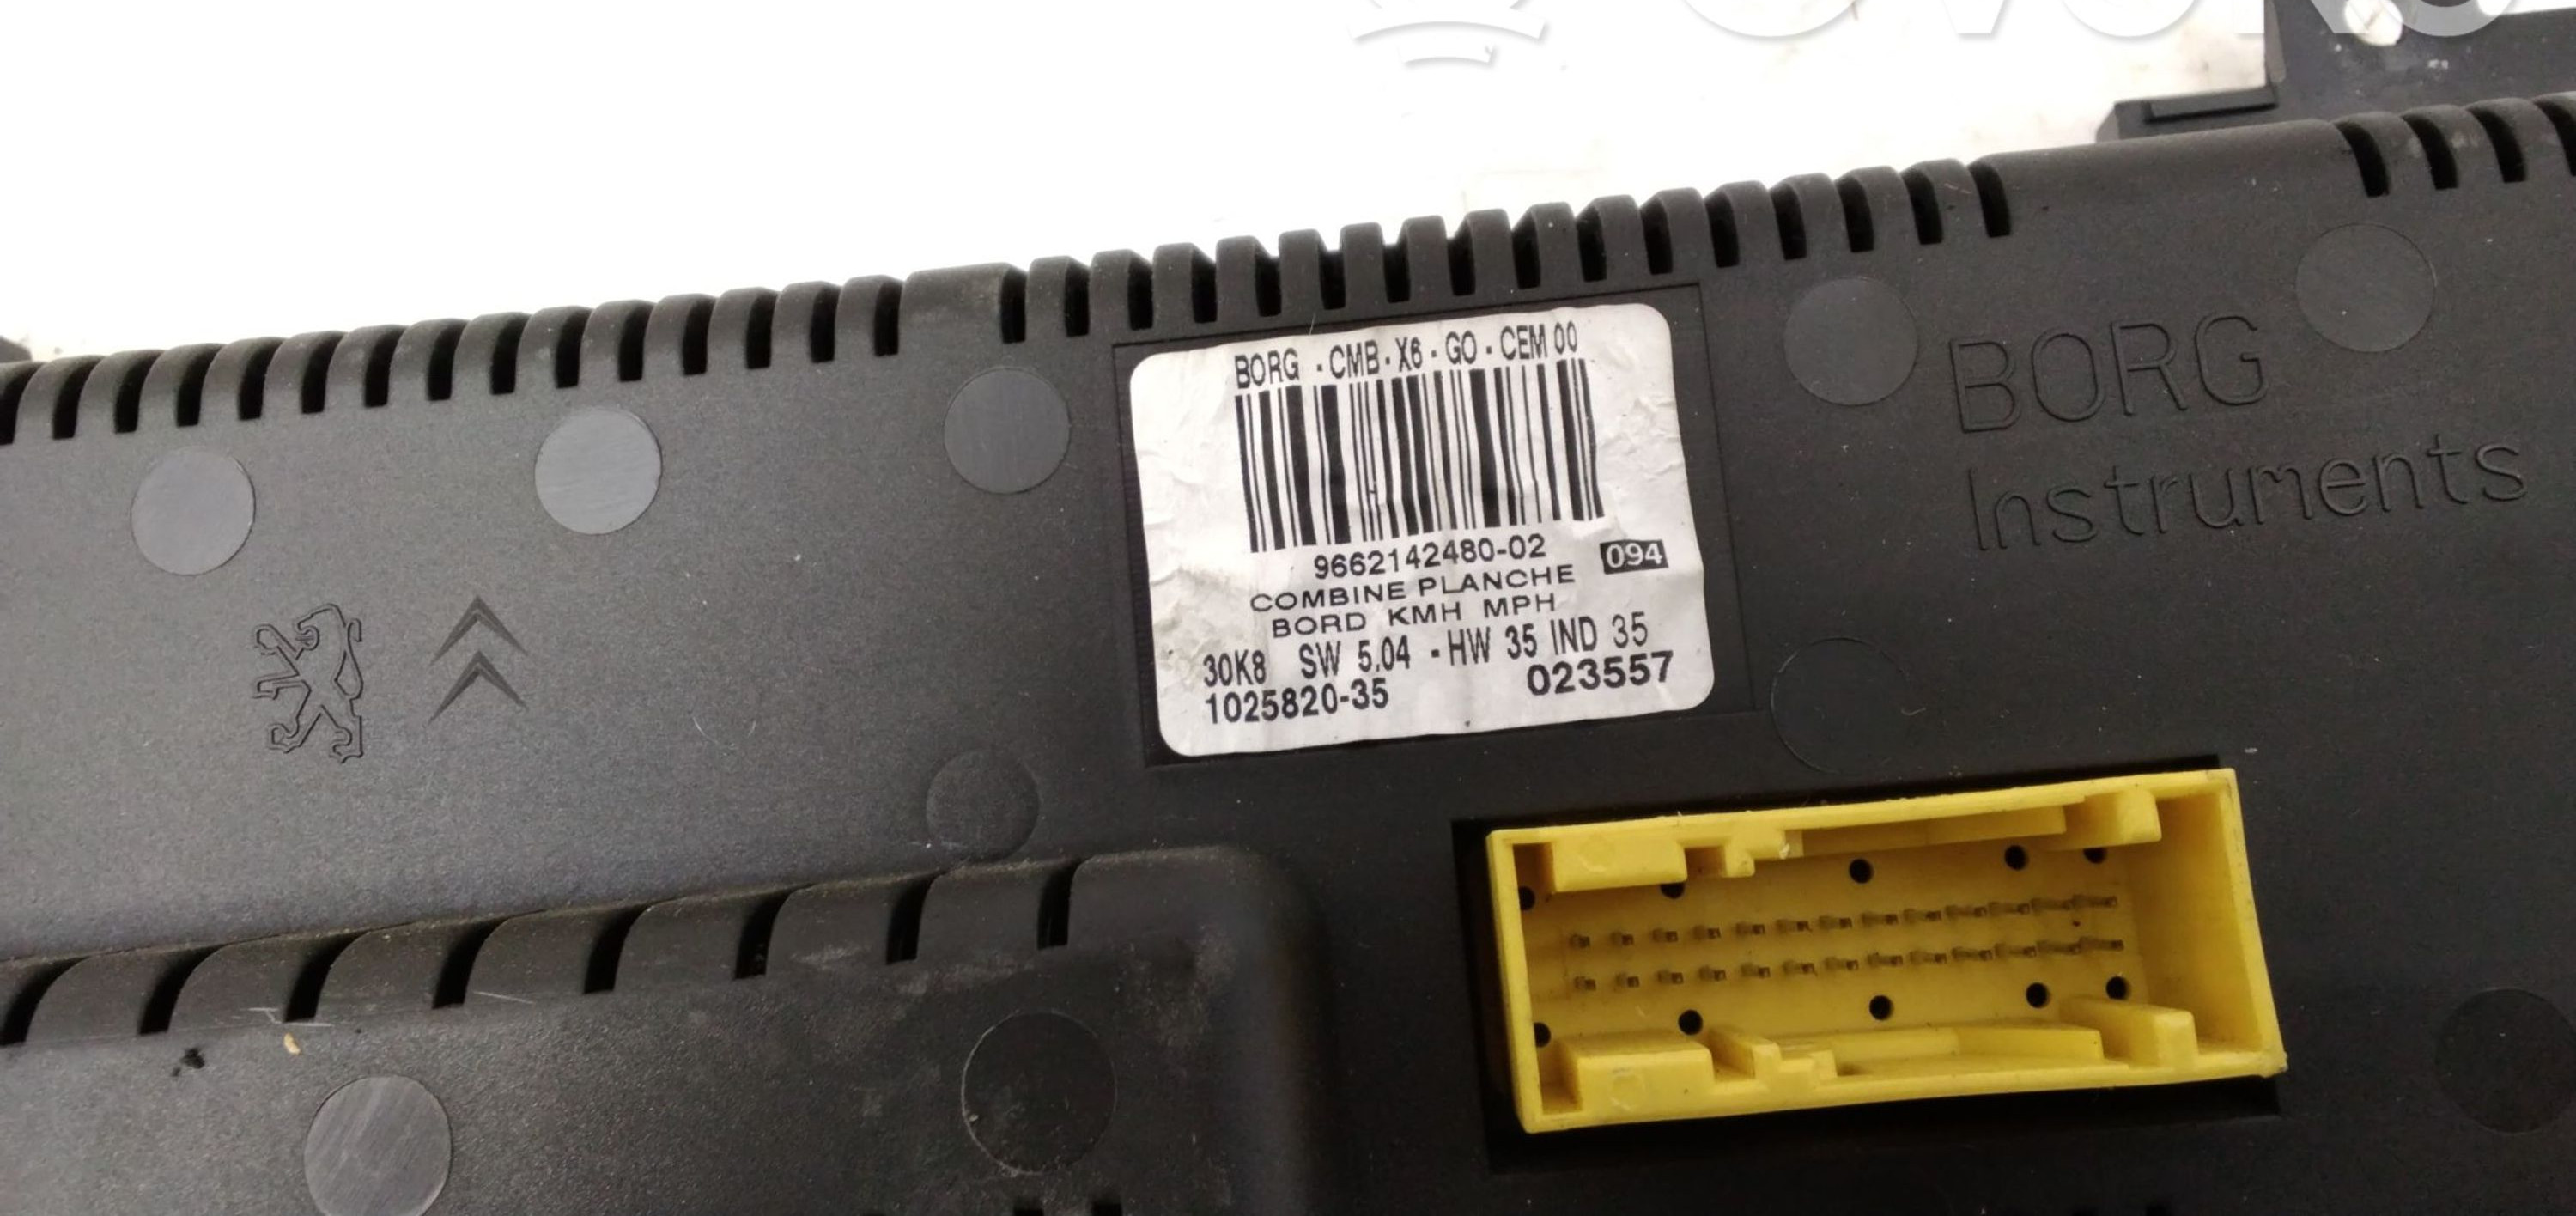 BORG - CMB - X6 - GO - CEM 00
9662142480-02 094
COMBINE PLANCHE
BORD KMH MPH
30K8 SW 5.04 - HW 35 IND 35
1025820-35 023557
BORG
Instruments